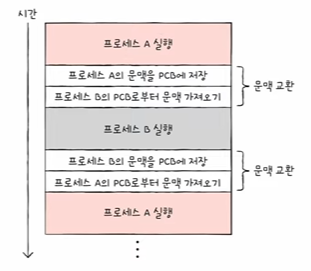 시간
프로세스 A 실행
프로세스 A의 문맥을 PCB에 저장
프로세스 B의 PCB로부터 문맥 가져오기
문맥 교환
프로세스 B 실행
프로세스 B의 문맥을 PCB에 저장
프로세스 A의 PCB로부터 문맥 가져오기
문맥 교환
프로세스 A 실행